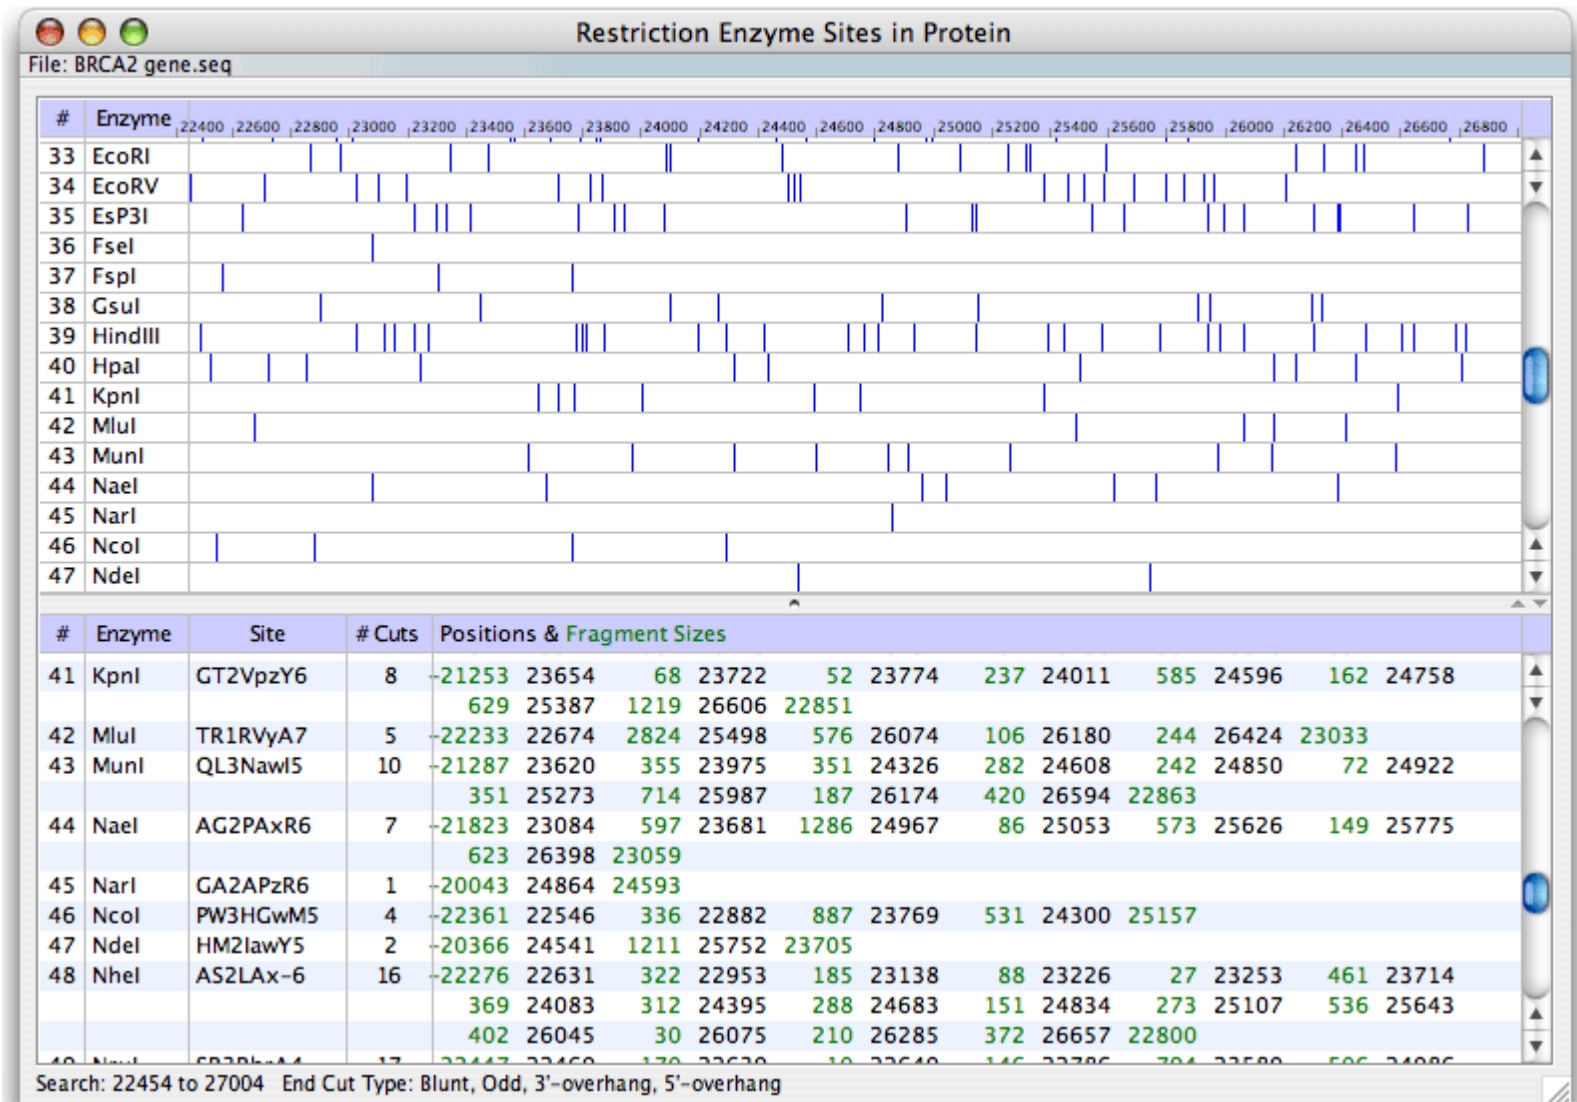 Restriction Enzyme Sites in Protein
File: BRCA2 gene.seq
# Enzyme 22400 22600 22800 23000 23200 23400 23600 23800 24000 24200 24400 24600 24800 25000 25200 25400 25600 25800 26000 26200 26400 26600 26800
33 EcoRI
34 EcoRV
35 EsP3I
36 FseI
37 FspI
38 GsuI
39 HindIII
40 HpaI
41 KpnI
42 MluI
43 MunI
44 NaeI
45 NarI
46 NcoI
47 NdeI
# Enzyme Site # Cuts Positions & Fragment Sizes
41 KpnI GT2VpzY6 8 -21253 23654 68 23722 52 23774 237 24011 585 24596 162 24758
629 25387 1219 26606 22851
42 MluI TR1RVyA7 5 -22233 22674 2824 25498 576 26074 106 26180 244 26424 23033
43 MunI QL3NawI5 10 -21287 23620 355 23975 351 24326 282 24608 242 24850 72 24922
351 25273 714 25987 187 26174 420 26594 22863
44 NaeI AG2PAxR6 7 -21823 23084 597 23681 1286 24967 86 25053 573 25626 149 25775
623 26398 23059
45 NarI GA2APzR6 1 -20043 24864 24593
46 NcoI PW3HGwM5 4 -22361 22546 336 22882 887 23769 531 24300 25157
47 NdeI HM2IawY5 2 -20366 24541 1211 25752 23705
48 NheI AS2LAx-6 16 -22276 22631 322 22953 185 23138 88 23226 27 23253 461 23714
369 24083 312 24395 288 24683 151 24834 273 25107 536 25643
402 26045 30 26075 210 26285 372 26657 22800
Search: 22454 to 27004 End Cut Type: Blunt, Odd, 3'-overhang, 5'-overhang